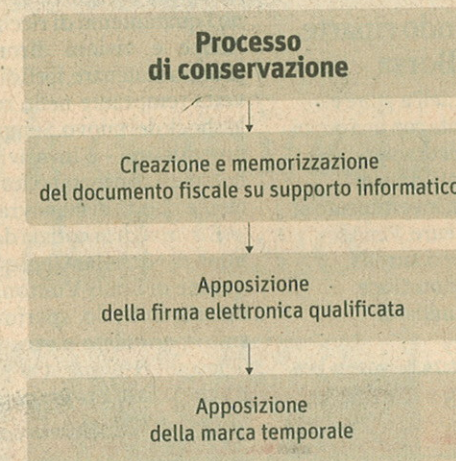 Processo
di conservazione
Creazione e memorizzazione
del documento fiscale su supporto informatico
Apposizione
della firma elettronica qualificata
Apposizione
della marca temporale